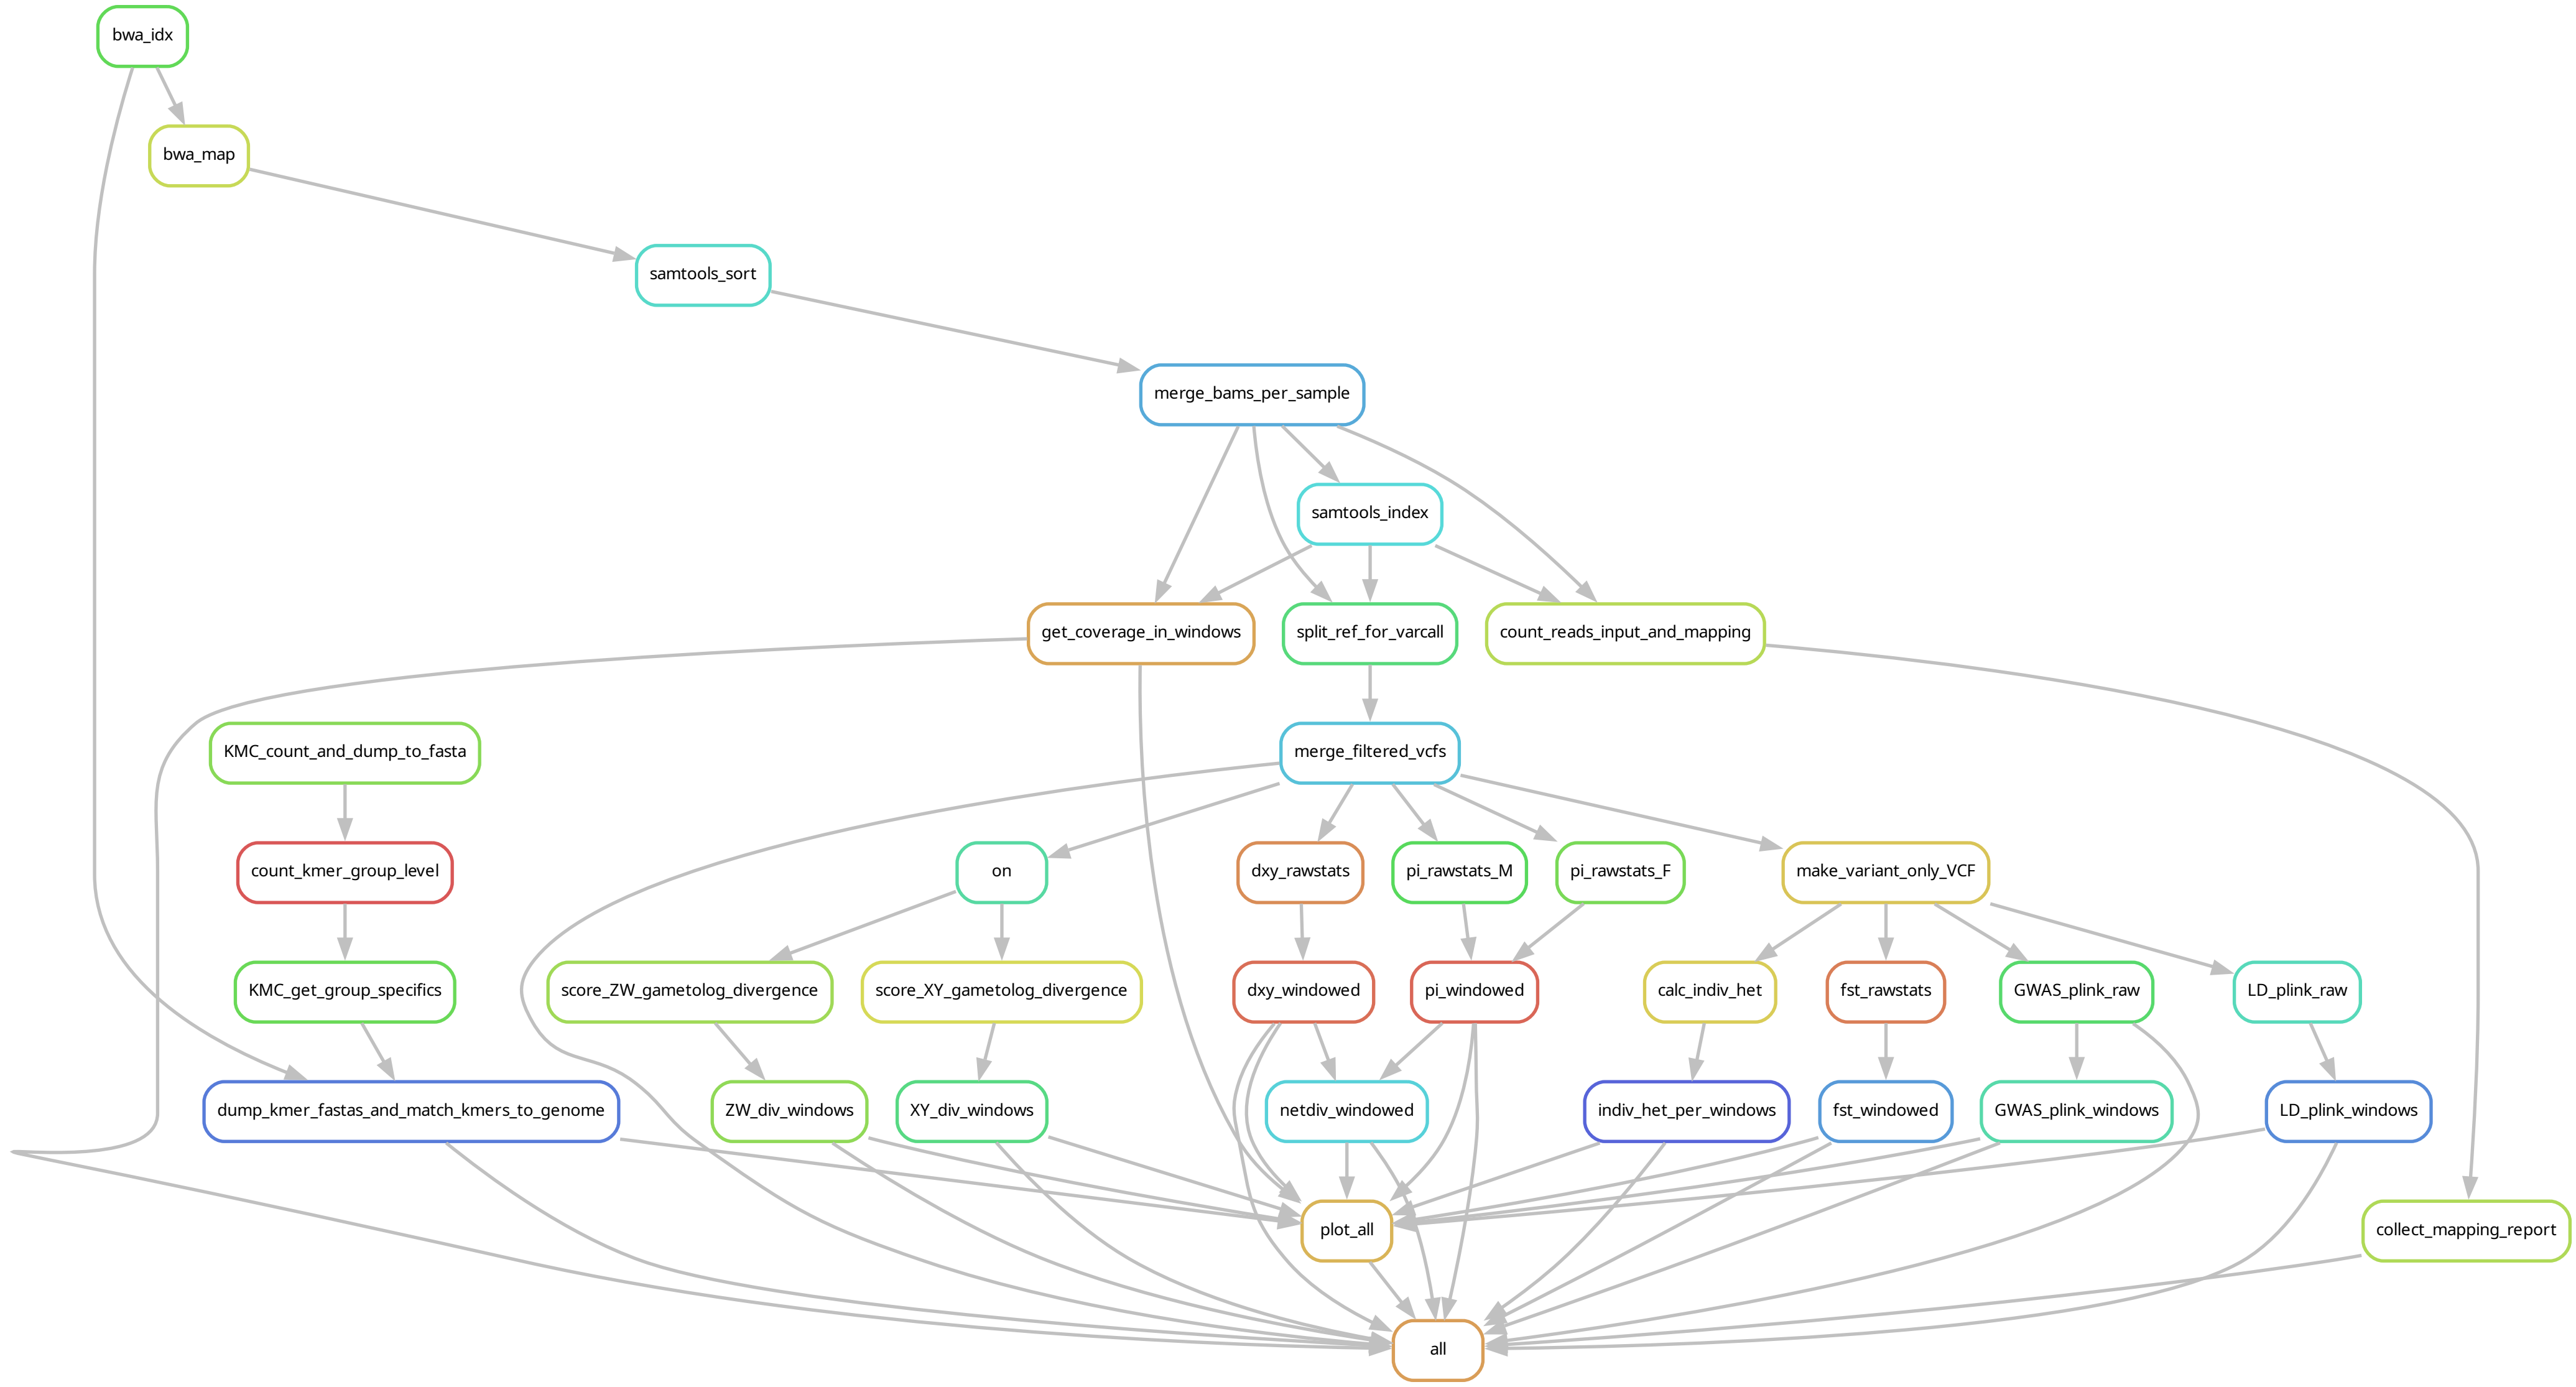 bwa_idx
bwa_map
samtools_sort
merge_bams_per_sample
samtools_index
get_coverage_in_windows
split_ref_for_varcall
count_reads_input_and_mapping
KMC_count_and_dump_to_fasta
merge_filtered_vcfs
count_kmer_group_level
on
dxy_rawstats
pi_rawstats_M
pi_rawstats_F
make_variant_only_VCF
KMC_get_group_specifics
score_ZW_gametolog_divergence
score_XY_gametolog_divergence
dxy_windowed
pi_windowed
calc_indiv_het
fst_rawstats
GWAS_plink_raw
LD_plink_raw
dump_kmer_fastas_and_match_kmers_to_genome
ZW_div_windows
XY_div_windows
netdiv_windowed
indiv_het_per_windows
fst_windowed
GWAS_plink_windows
LD_plink_windows
plot_all
collect_mapping_report
all